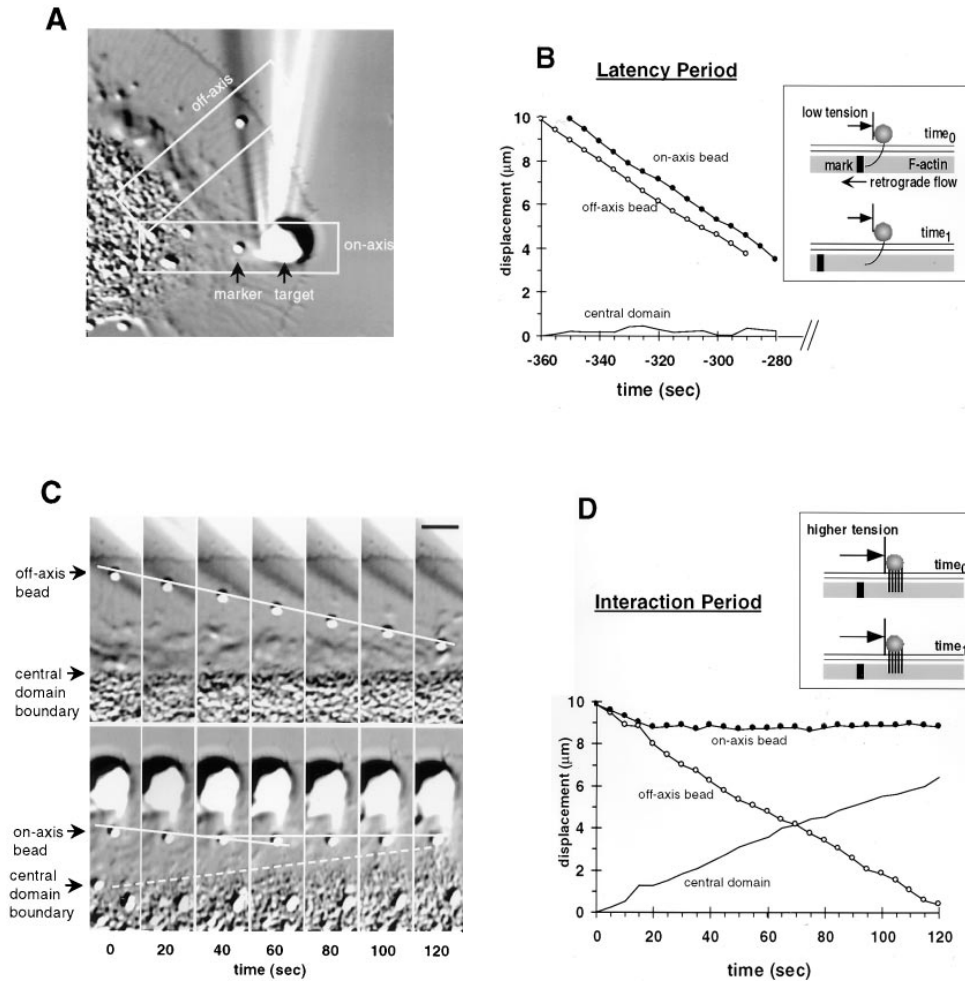 A
off-axis
on-axis
marker
target
B
Latency Period
displacement (μm)
10
8
6
4
2
0
on-axis bead
off-axis bead
central domain
-360
-340
-320
-300
-280
time (sec)
low tension
time0
mark
F-actin
retrograde flow
time1
C
off-axis
bead
central
domain
boundary
on-axis
bead
central
domain
boundary
0
20
40
60
80
100
120
time (sec)
D
Interaction Period
higher tension
time0
displacement (μm)
10
8
6
4
2
0
on-axis bead
off-axis bead
central domain
0
20
40
60
80
100
120
time (sec)